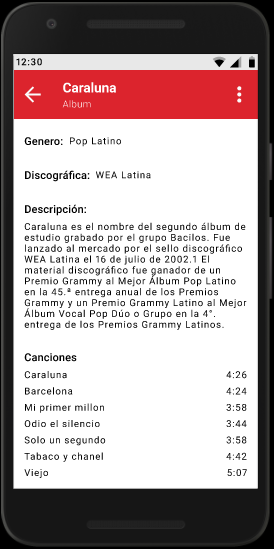 12:30
Caraluna
Album
Genero: Pop Latino
Discográfica: WEA Latina
Descripción:
Caraluna es el nombre del segundo álbum de
estudio grabado por el grupo Bacilos. Fue
lanzado al mercado por el sello discográfico
WEA Latina el 16 de julio de 2002.1 El
material discográfico fue ganador de un
Premio Grammy al Mejor Álbum Pop Latino
en la 45.ª entrega anual de los Premios
Grammy y un Premio Grammy Latino al Mejor
Álbum Vocal Pop Dúo o Grupo en la 4°.
entrega de los Premios Grammy Latinos.
Canciones
Caraluna 4:26
Barcelona 4:24
Mi primer millon 3:58
Odio el silencio 3:44
Solo un segundo 3:58
Tabaco y chanel 4:42
Viejo 5:07